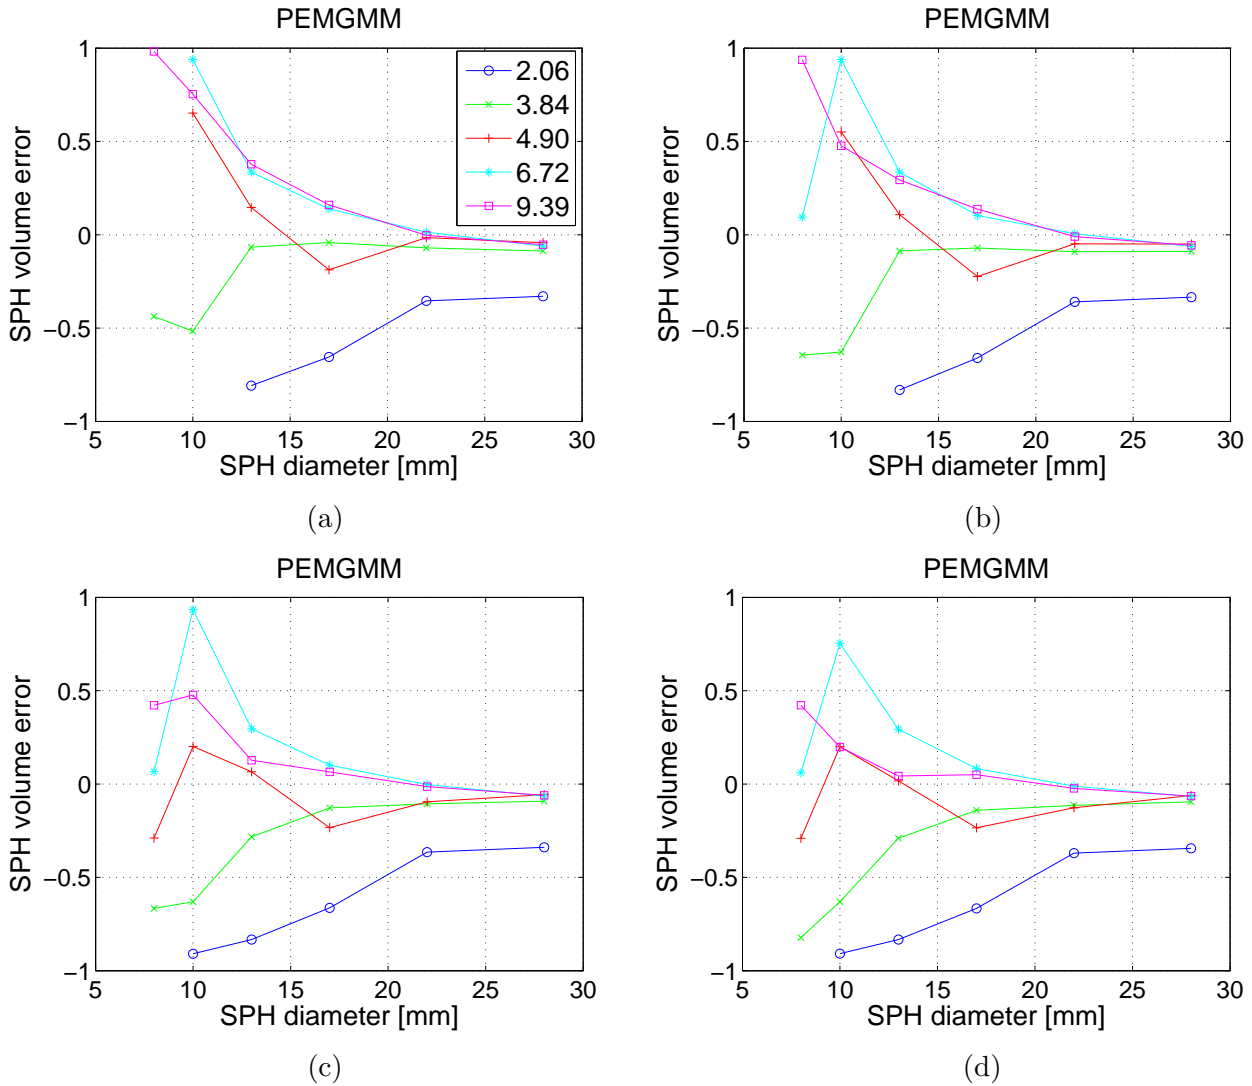 PEMGMM
1
0.5
0
−0.5
−1
5 10 15 20 25 30
SPH volume error
SPH diameter [mm]
2.06
3.84
4.90
6.72
9.39
(a)
PEMGMM
1
0.5
0
−0.5
−1
5 10 15 20 25 30
SPH volume error
SPH diameter [mm]
(b)
PEMGMM
1
0.5
0
−0.5
−1
5 10 15 20 25 30
SPH volume error
SPH diameter [mm]
(c)
PEMGMM
1
0.5
0
−0.5
−1
5 10 15 20 25 30
SPH volume error
SPH diameter [mm]
(d)